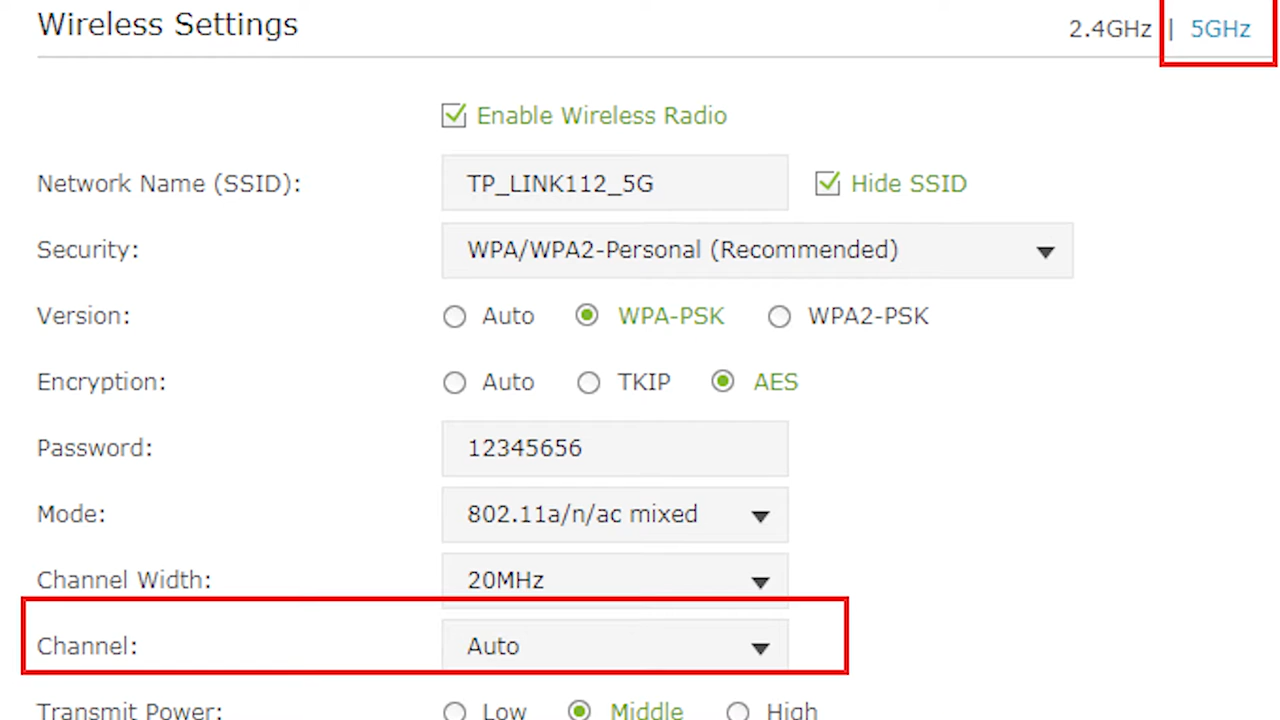 Wireless Settings 2.4GHz | 5GHz
Enable Wireless Radio
Network Name (SSID): TP_LINK112_5G Hide SSID
Security: WPA/WPA2-Personal (Recommended)
Version: Auto WPA-PSK WPA2-PSK
Encryption: Auto TKIP AES
Password: 12345656
Mode: 802.11a/n/ac mixed
Channel Width: 20MHz
Channel: Auto
Transmit Power: Low Middle High